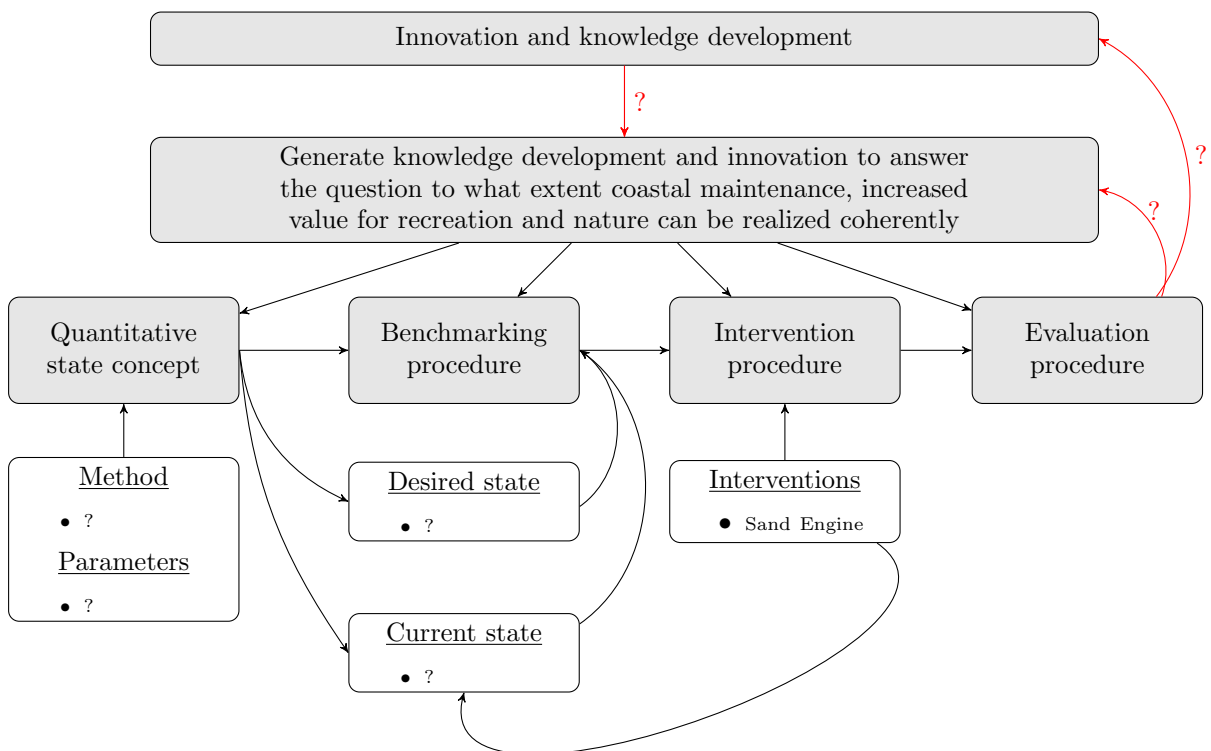 Innovation and knowledge development
?
Generate knowledge development and innovation to answer
the question to what extent coastal maintenance, increased
value for recreation and nature can be realized coherently
?
?
Quantitative
state concept
Benchmarking
procedure
Intervention
procedure
Evaluation
procedure
Method
• ?
Parameters
• ?
Desired state
• ?
Current state
• ?
Interventions
• Sand Engine